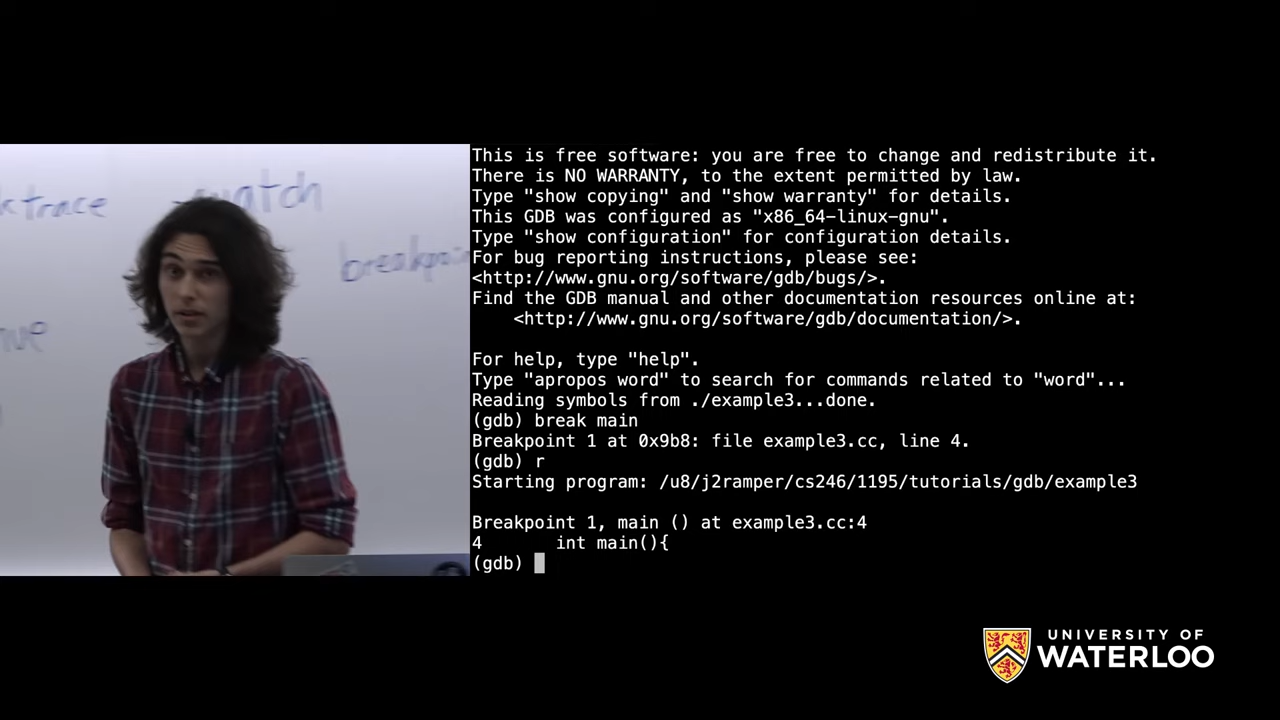 trace
watch
breakpoin
This is free software: you are free to change and redistribute it.
There is NO WARRANTY, to the extent permitted by law.
Type "show copying" and "show warranty" for details.
This GDB was configured as "x86_64-linux-gnu".
Type "show configuration" for configuration details.
For bug reporting instructions, please see:
<http://www.gnu.org/software/gdb/bugs/>.
Find the GDB manual and other documentation resources online at:
<http://www.gnu.org/software/gdb/documentation/>.
For help, type "help".
Type "apropos word" to search for commands related to "word"...
Reading symbols from ./example3...done.
(gdb) break main
Breakpoint 1 at 0x9b8: file example3.cc, line 4.
(gdb) r
Starting program: /u8/j2ramper/cs246/1195/tutorials/gdb/example3
Breakpoint 1, main () at example3.cc:4
4 int main(){
(gdb)
UNIVERSITY OF
WATERLOO